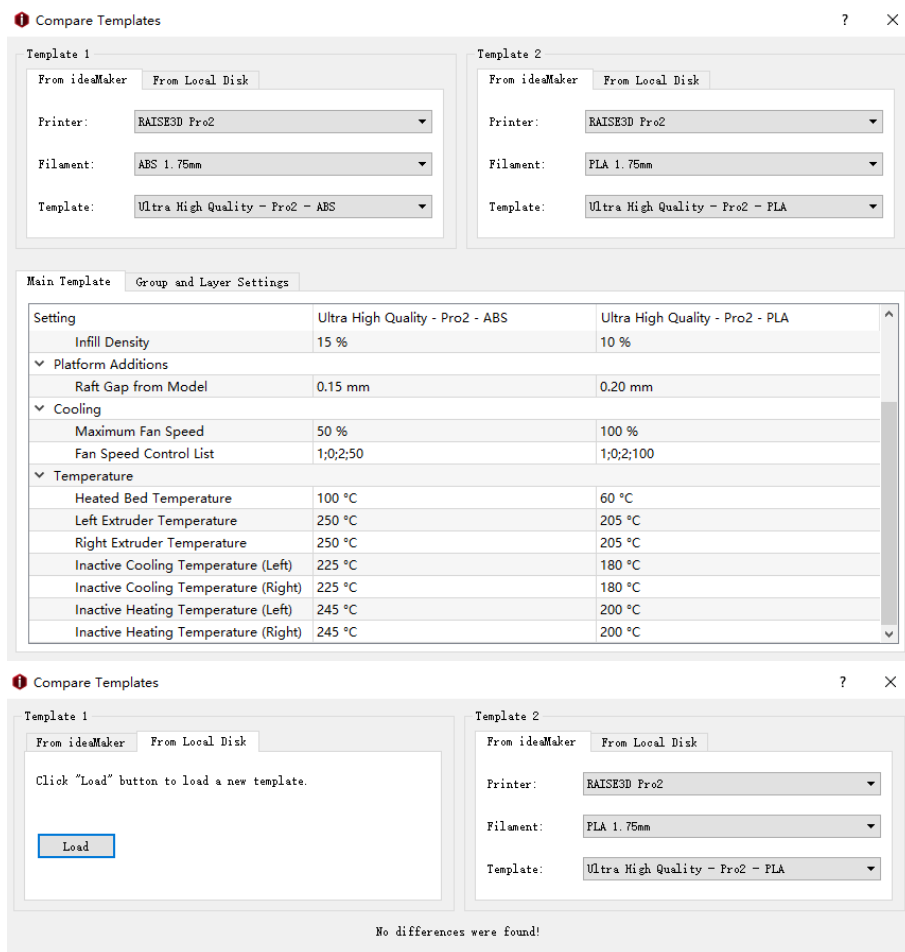 Compare Templates
Template 1
Template 2
From ideaMaker From Local Disk
From ideaMaker From Local Disk
Printer: RAISE3D Pro2
Printer: RAISE3D Pro2
Filament: ABS 1.75mm
Filament: PLA 1.75mm
Template: Ultra High Quality - Pro2 - ABS
Template: Ultra High Quality - Pro2 - PLA
Main Template Group and Layer Settings
Setting Ultra High Quality - Pro2 - ABS Ultra High Quality - Pro2 - PLA
Infill Density 15 % 10 %
Platform Additions
Raft Gap from Model 0.15 mm 0.20 mm
Cooling
Maximum Fan Speed 50 % 100 %
Fan Speed Control List 1;0;2;50 1;0;2;100
Temperature
Heated Bed Temperature 100 °C 60 °C
Left Extruder Temperature 250 °C 205 °C
Right Extruder Temperature 250 °C 205 °C
Inactive Cooling Temperature (Left) 225 °C 180 °C
Inactive Cooling Temperature (Right) 225 °C 180 °C
Inactive Heating Temperature (Left) 245 °C 200 °C
Inactive Heating Temperature (Right) 245 °C 200 °C
Compare Templates
Template 1
Template 2
From ideaMaker From Local Disk
From ideaMaker From Local Disk
Click "Load" button to load a new template.
Load
Printer: RAISE3D Pro2
Filament: PLA 1.75mm
Template: Ultra High Quality - Pro2 - PLA
No differences were found!